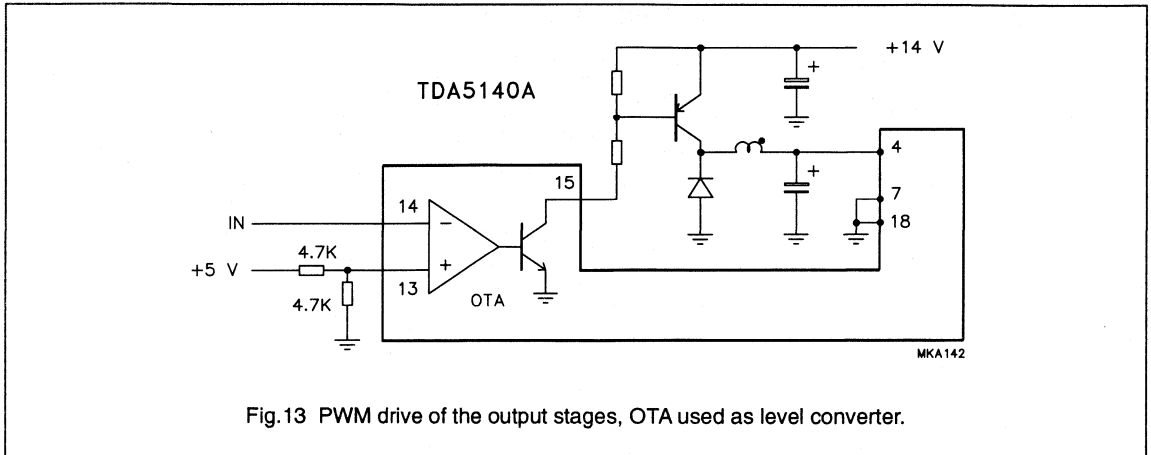 +14 V
TDA5140A
4
15
7
14
IN
18
4.7K
+5 V
13
4.7K
OTA
MKA142
Fig.13 PWM drive of the output stages, OTA used as level converter.